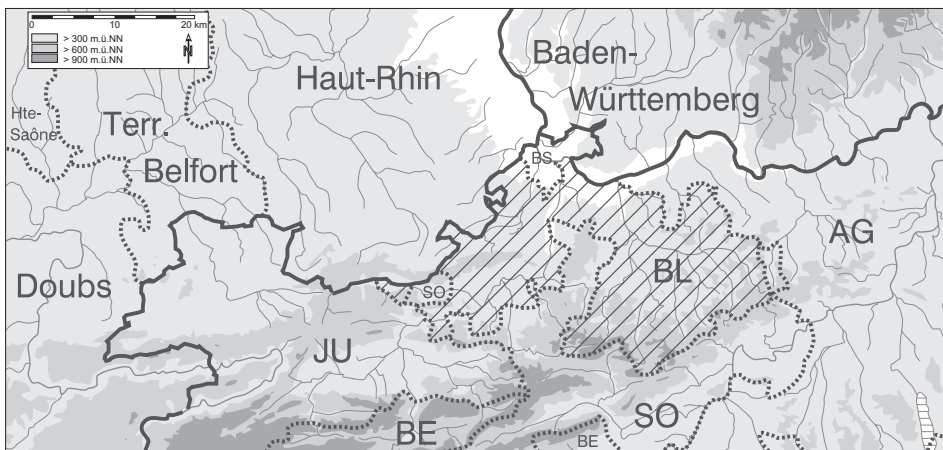 0 10 20 km
> 300 m.ü.NN
> 600 m.ü.NN
> 900 m.ü.NN
N
Haut-Rhin
Baden-
Württemberg
Hte-
Saône
Terr.
Belfort
BS
Doubs
SO
BL
AG
JU
BE
BE
SO